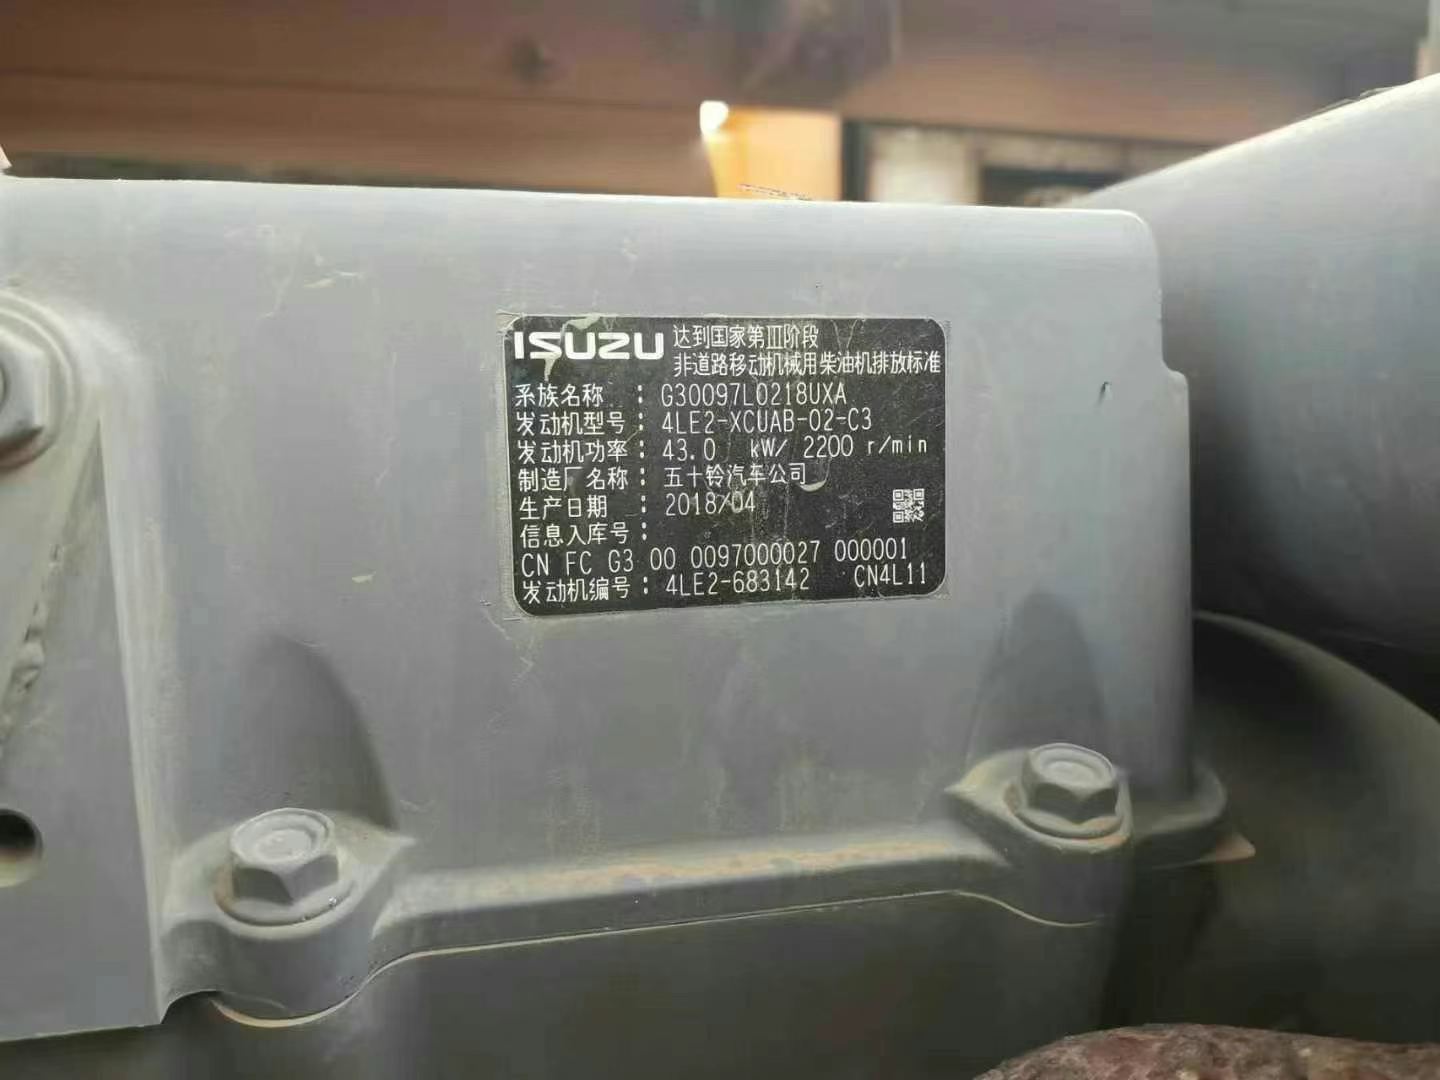 ISUZU 达到国家第Ⅲ阶段
非道路移动机械用柴油机排放标准
系族名称 : G30097L0218UXA
发动机型号 : 4LE2-XCUAB-02-C3
发动机功率 : 43.0 kW/ 2200 r/min
制造厂名称 : 五十铃汽车公司
生产日期 : 2018/04
信息入库号 :
CN FC G3 00 0097000027 000001
发动机编号 : 4LE2-683142 CN4L11